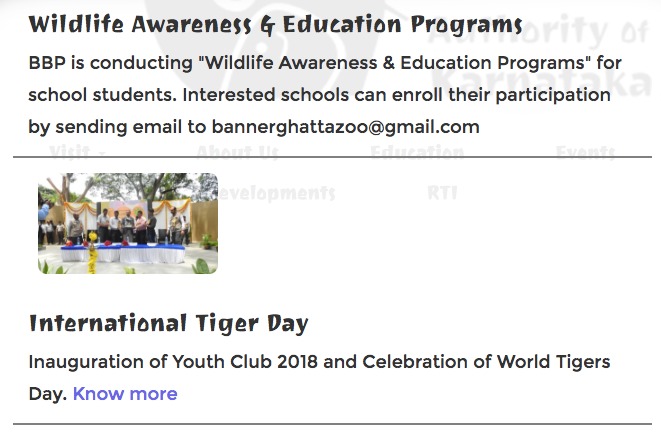 Wildlife Awareness & Education Programs
Authority of
Karnataka
BBP is conducting "Wildlife Awareness & Education Programs" for
school students. Interested schools can enroll their participation
by sending email to bannerghattazoo@gmail.com
Visit - About Us Education Events
Developments RTI
International Tiger Day
Inauguration of Youth Club 2018 and Celebration of World Tigers
Day. Know more